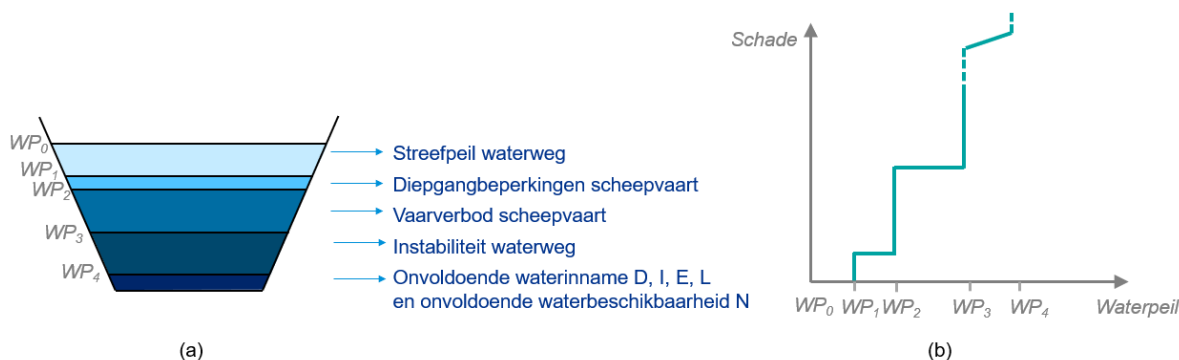 WP0
WP1
WP2
WP3
WP4
Streefpeil waterweg
Diepgangbeperkingen scheepvaart
Vaarverbod scheepvaart
Instabiliteit waterweg
Onvoldoende waterinname D, I, E, L
en onvoldoende waterbeschikbaarheid N
(a)
Schade
WP0 WP1 WP2 WP3 WP4 Waterpeil
(b)